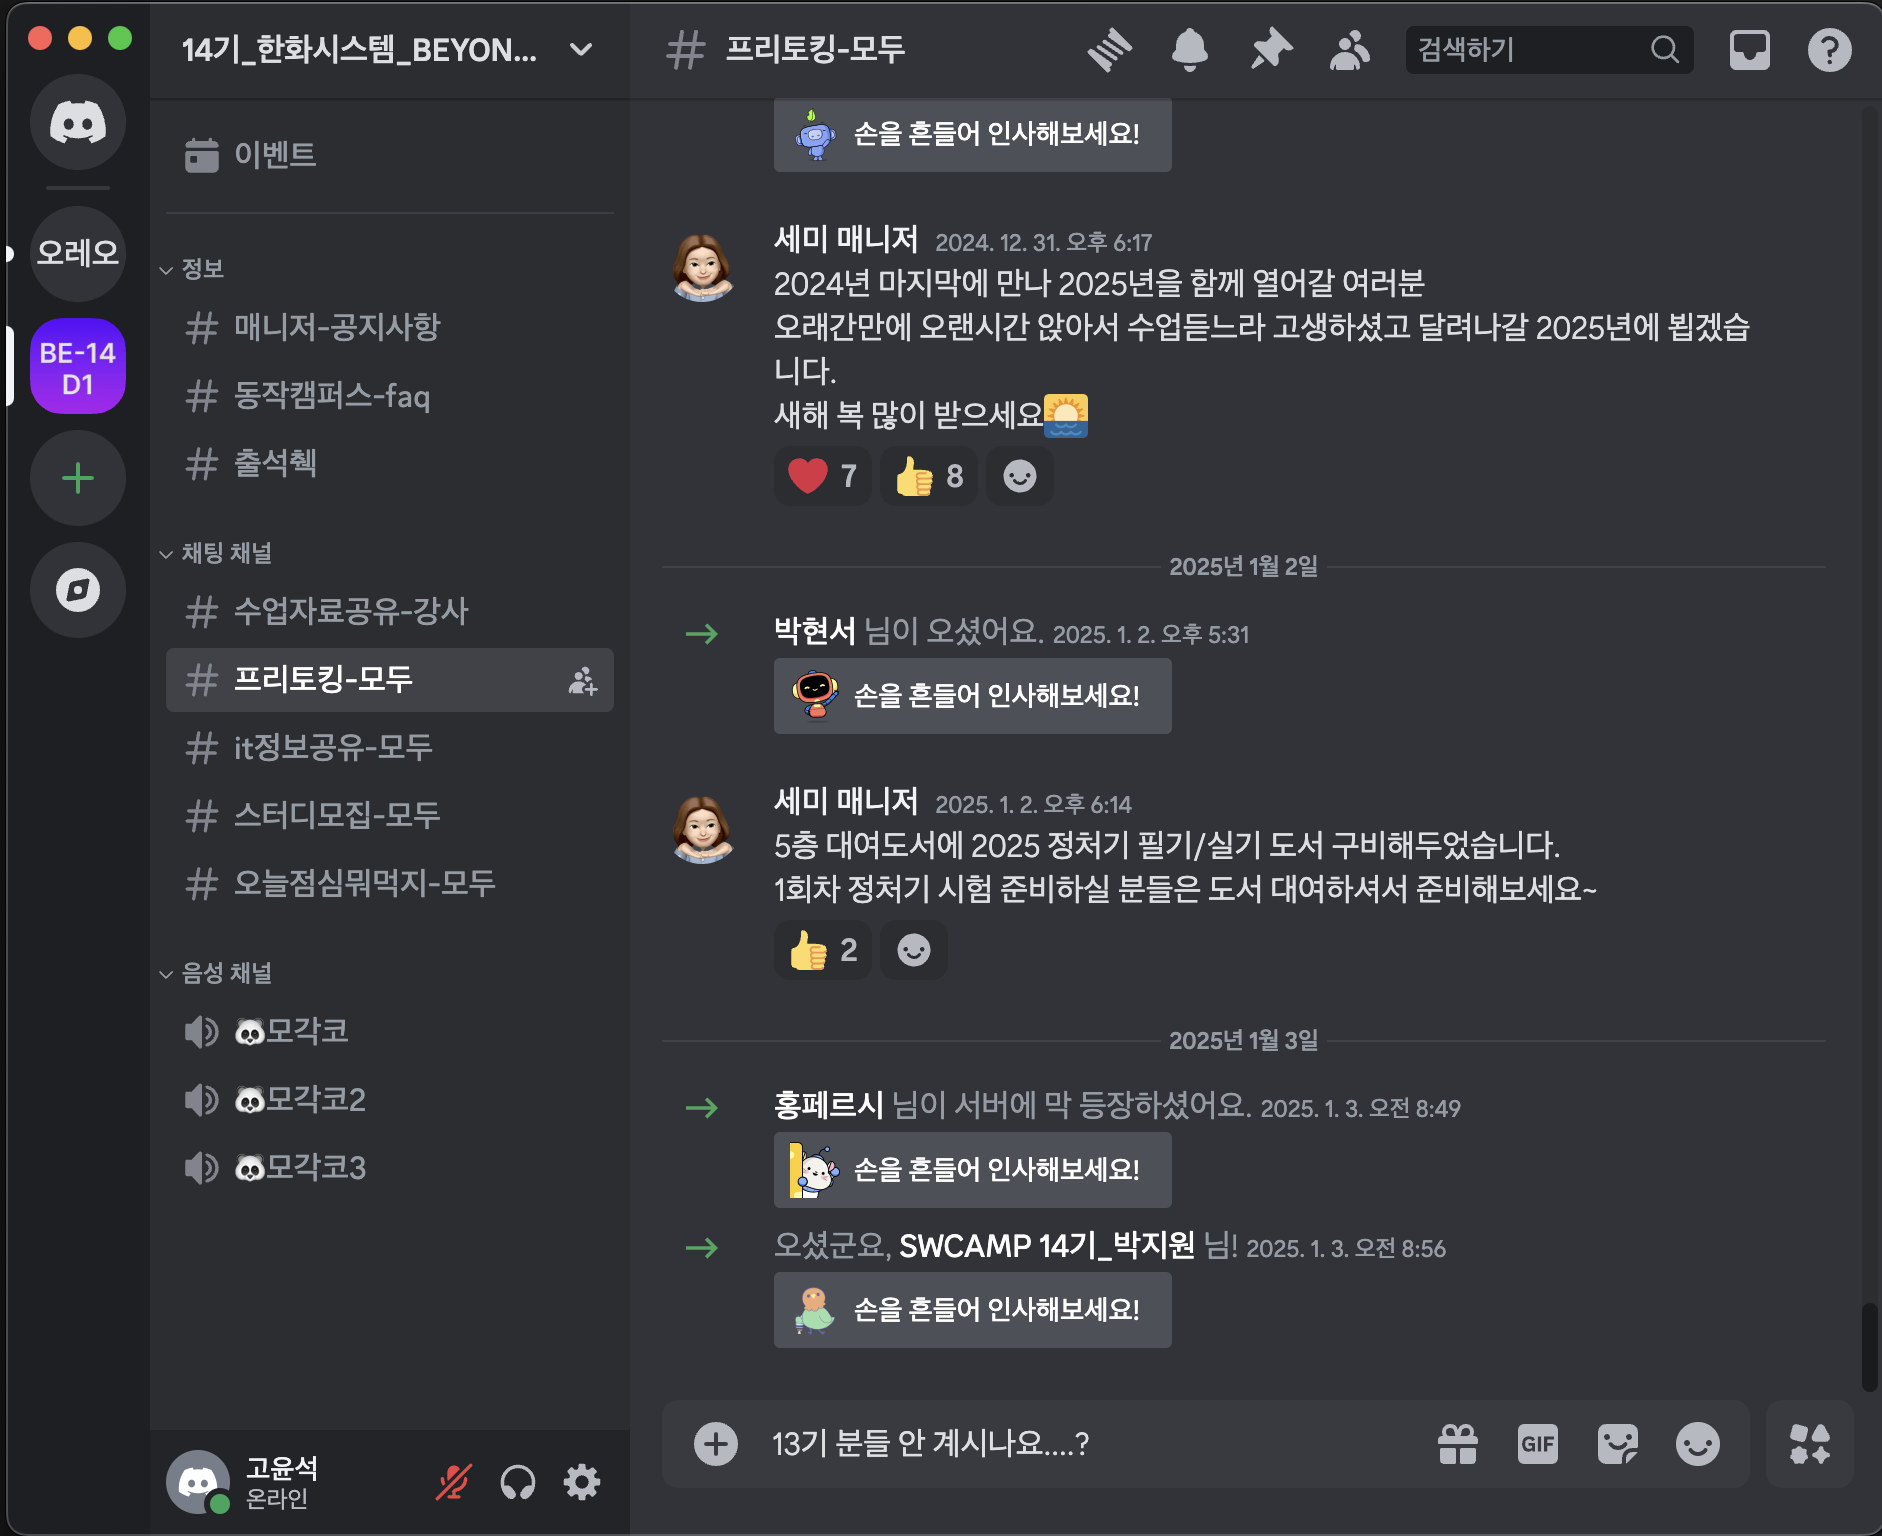 14기_한화시스템_BEYON...
프리토킹-모두
검색하기
오레오
BE-14
D1
이벤트
정보
매니저-공지사항
동작캠퍼스-faq
출석췍
채팅 채널
수업자료공유-강사
프리토킹-모두
it정보공유-모두
스터디모집-모두
오늘점심뭐먹지-모두
음성 채널
🐼모각코
🐼모각코2
🐼모각코3
고윤석
온라인
손을 흔들어 인사해보세요!
세미 매니저 2024. 12. 31. 오후 6:17
2024년 마지막에 만나 2025년을 함께 열어갈 여러분
오래간만에 오랜시간 앉아서 수업듣느라 고생하셨고 달려나갈 2025년에 뵙겠습
니다.
새해 복 많이 받으세요🌅
7 8
2025년 1월 2일
박현서 님이 오셨어요. 2025. 1. 2. 오후 5:31
손을 흔들어 인사해보세요!
세미 매니저 2025. 1. 2. 오후 6:14
5층 대여도서에 2025 정처기 필기/실기 도서 구비해두었습니다.
1회차 정처기 시험 준비하실 분들은 도서 대여하셔서 준비해보세요~
2
2025년 1월 3일
홍페르시 님이 서버에 막 등장하셨어요. 2025. 1. 3. 오전 8:49
손을 흔들어 인사해보세요!
오셨군요, SWCAMP 14기_박지원 님! 2025. 1. 3. 오전 8:56
손을 흔들어 인사해보세요!
13기 분들 안 계시나요....?
GIF